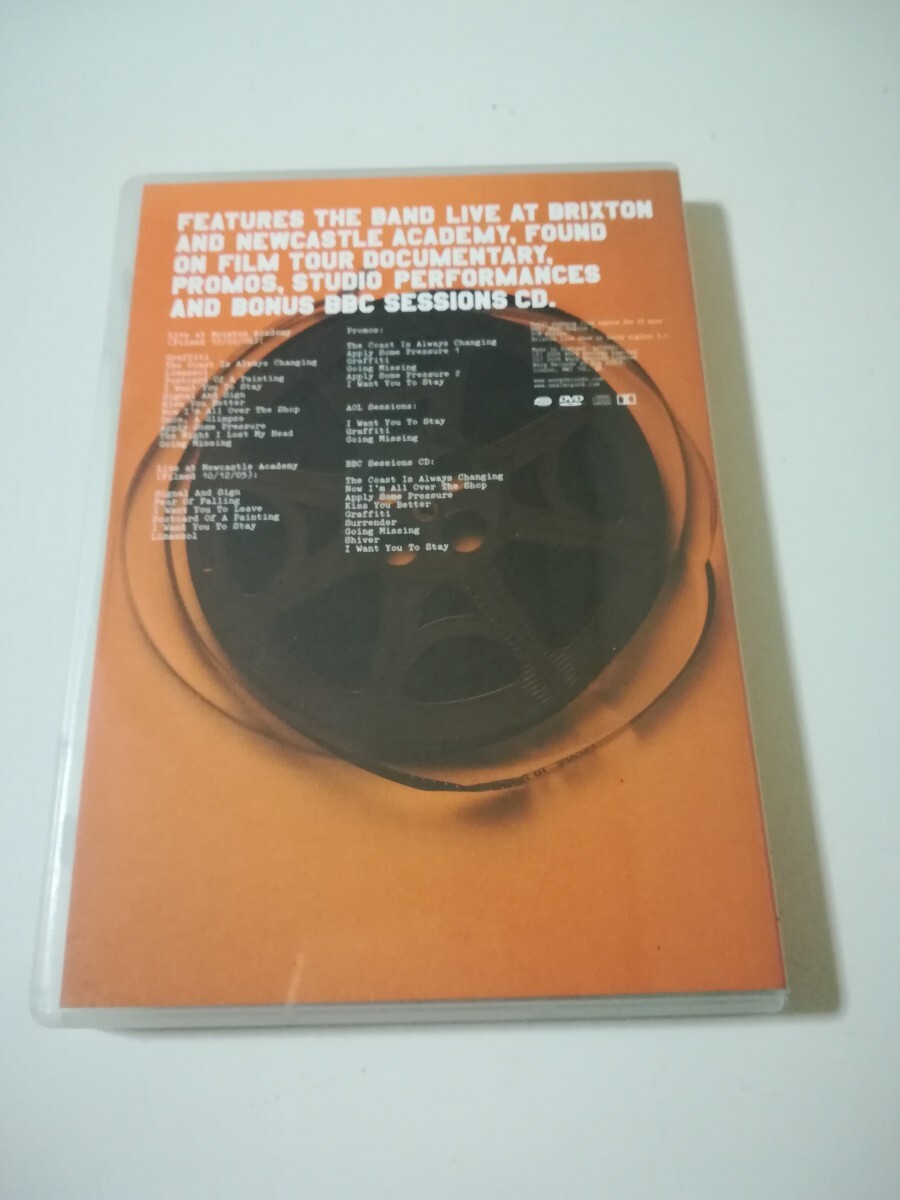 FEATURES THE BAND LIVE AT BRIXTON
AND NEWCASTLE ACADEMY, FOUND
ON FILM TOUR DOCUMENTARY,
PROMOS, STUDIO PERFORMANCES
AND BONUS BBC SESSIONS CD.
Live at Brixton Academy
(Filmed
Graffiti
The Coast Is Always Changing
Limassol
Postcard Of A Painting
I Want You To Stay
Signal And Sign
Kiss You Better
Now I'm All Over The Shop
Once, A Glimpse
Apply Some Pressure
The Night I Lost My Head
Going Missing
Live at Newcastle Academy
(Filmed 10/12/05):
Signal And Sign
Fear Of Falling
I Want You To Leave
Postcard Of A Painting
I Want You To Stay
Limassol
Promos:
The Coast Is Always Changing
Apply Some Pressure 1
Graffiti
Going Missing
Apply Some Pressure 2
I Want You To Stay
AOL Sessions:
I Want You To Stay
Graffiti
Going Missing
BBC Sessions CD:
The Coast Is Always Changing
Now I'm All Over The Shop
Apply Some Pressure
Kiss You Better
Graffiti
Surrender
Going Missing
Shiver
I Want You To Stay
DVD